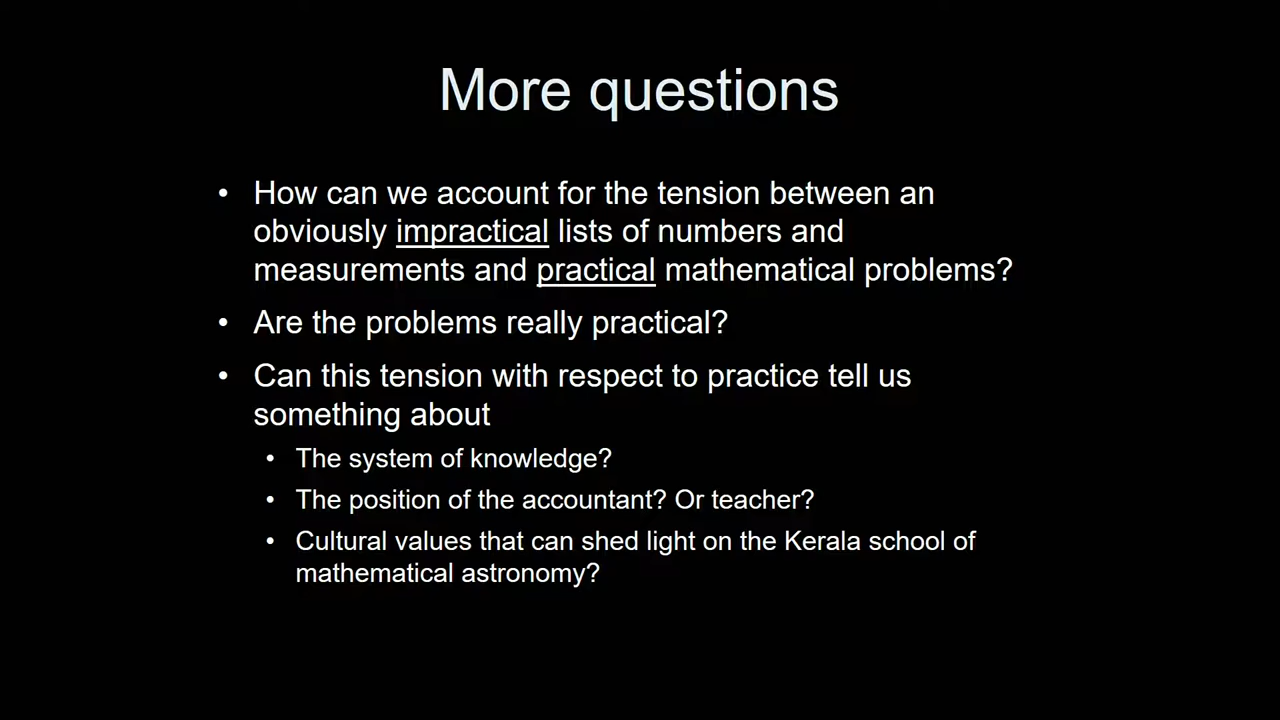 More questions
• How can we account for the tension between an
obviously impractical lists of numbers and
measurements and practical mathematical problems?
• Are the problems really practical?
• Can this tension with respect to practice tell us
something about
• The system of knowledge?
• The position of the accountant? Or teacher?
• Cultural values that can shed light on the Kerala school of
mathematical astronomy?